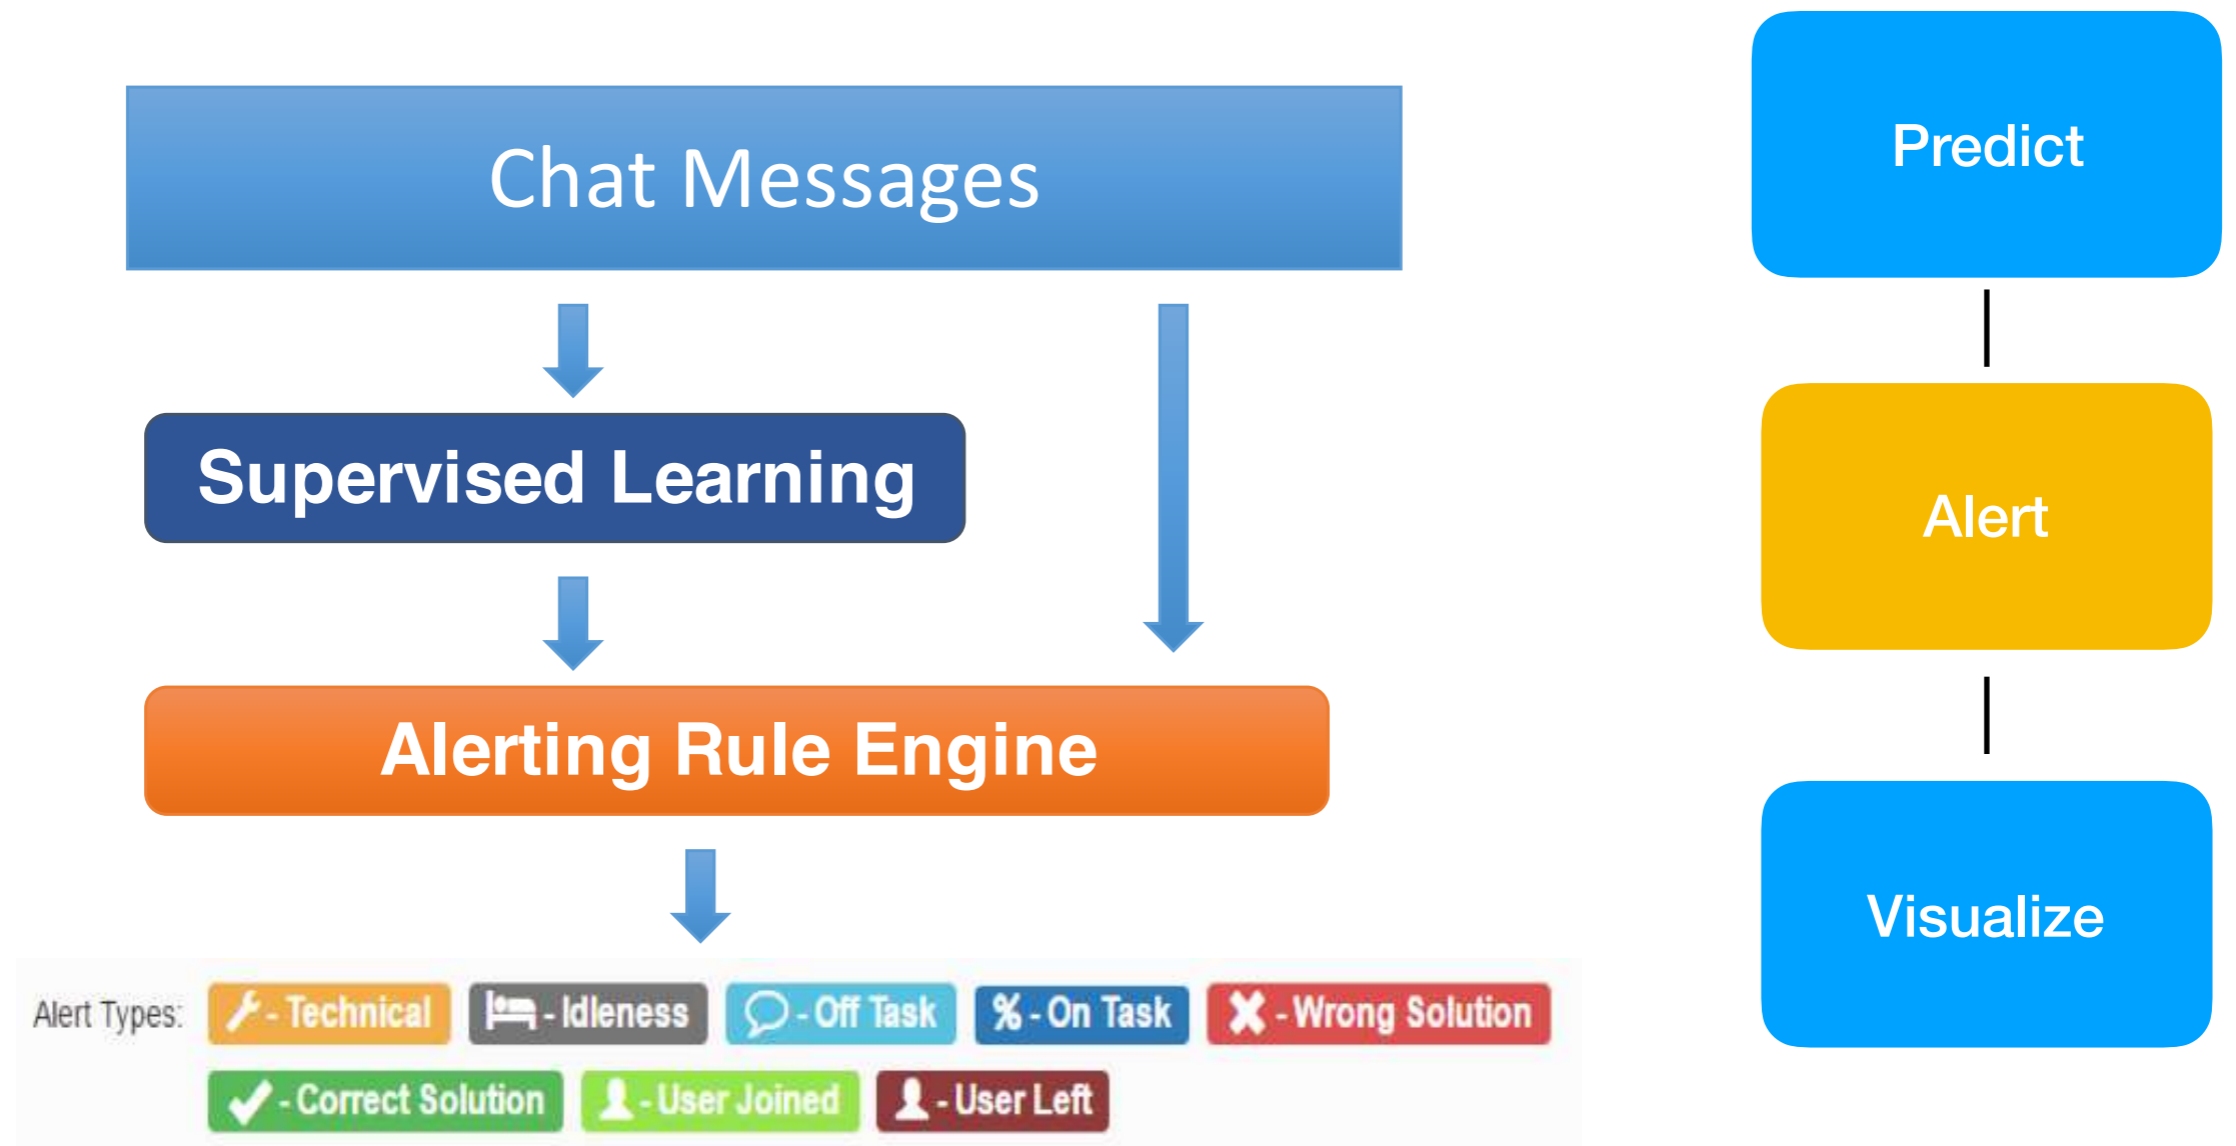 Chat Messages
Supervised Learning
Alerting Rule Engine
Alert Types: - Technical - Idleness - Off Task % - On Task ✖ - Wrong Solution
✔ - Correct Solution - User Joined - User Left
Predict
Alert
Visualize